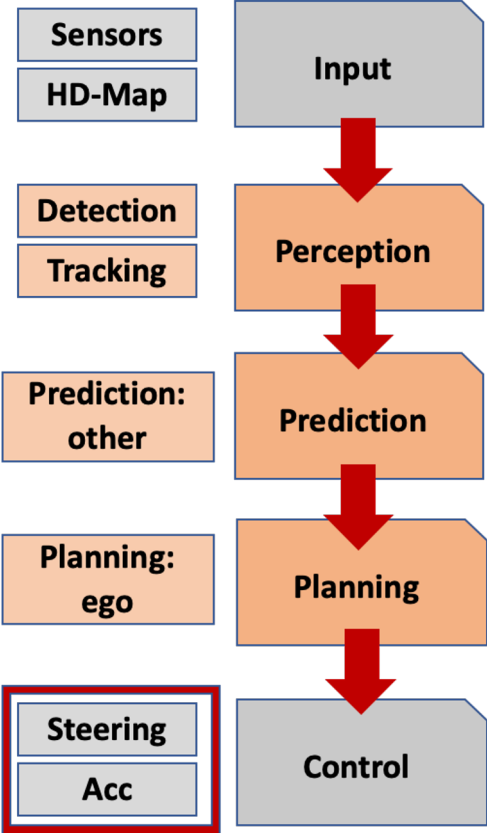 Sensors
HD-Map
Input
Detection
Tracking
Perception
Prediction:
other
Prediction
Planning:
ego
Planning
Steering
Acc
Control